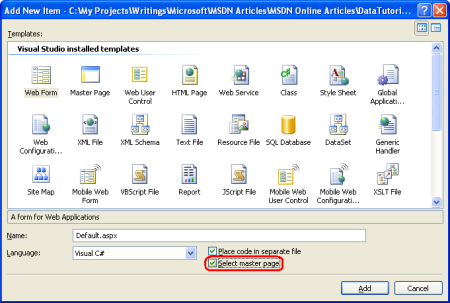 Add New Item - C:\My Projects\Writings\Microsoft\MSDN Articles\MSDN Online Articles\DataTutori...
Templates:
Visual Studio installed templates
Web Form
Master Page
Web User Control
HTML Page
Web Service
Class
Style Sheet
Global Applicati...
Web Configurati...
XML File
XML Schema
Text File
Resource File
SQL Database
DataSet
Generic Handler
Site Map
Mobile Web Form
VBScript File
Report
JScript File
Mobile Web User Control
Mobile Web Configurati...
XSLT File
A form for Web Applications
Name:
Default.aspx
Language:
Visual C#
Place code in separate file
Select master page
Add
Cancel